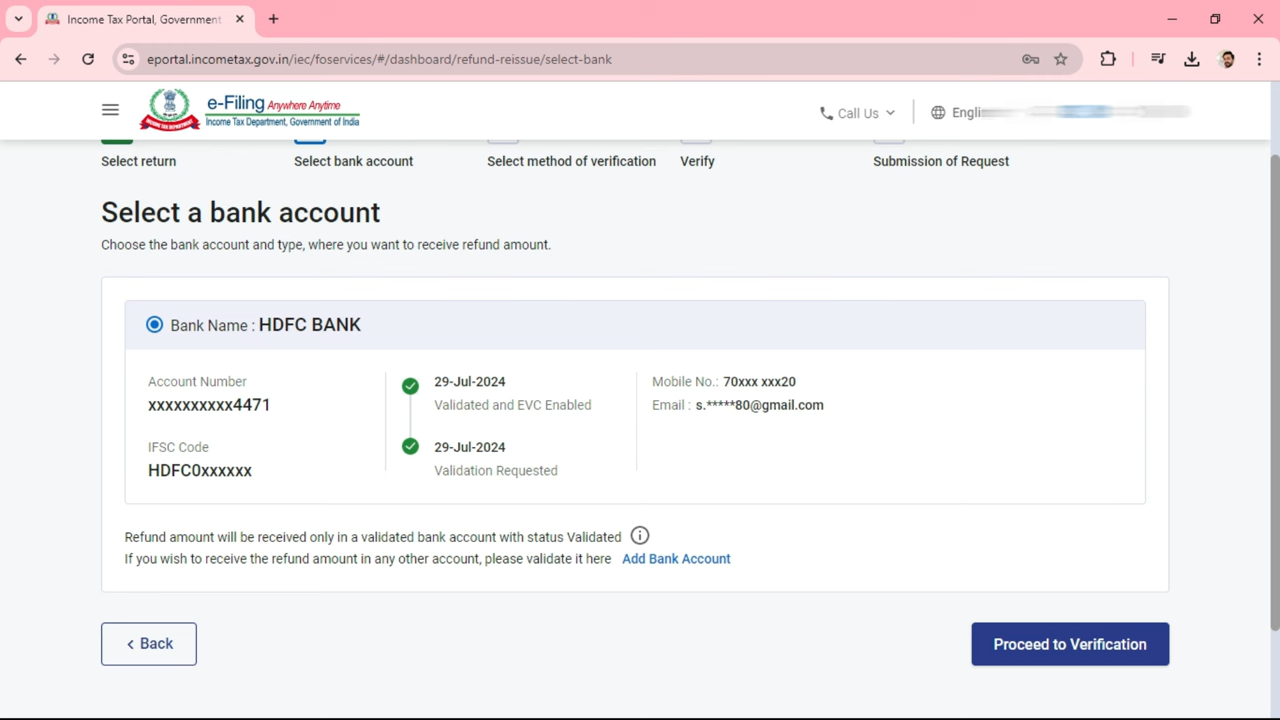 Income Tax Portal, Government
eportal.incometax.gov.in/iec/foservices/#/dashboard/refund-reissue/select-bank
e-Filing Anywhere Anytime
Income Tax Department, Government of India
Call Us
Select return
Select bank account
Select method of verification
Verify
Submission of Request
Select a bank account
Choose the bank account and type, where you want to receive refund amount.
Bank Name : HDFC BANK
Account Number
xxxxxxxxxx4471
IFSC Code
HDFC0xxxxxx
29-Jul-2024
Validated and EVC Enabled
29-Jul-2024
Validation Requested
Mobile No.: 70xxx xxx20
Email : s.*****80@gmail.com
Refund amount will be received only in a validated bank account with status Validated
If you wish to receive the refund amount in any other account, please validate it here Add Bank Account
< Back
Proceed to Verification